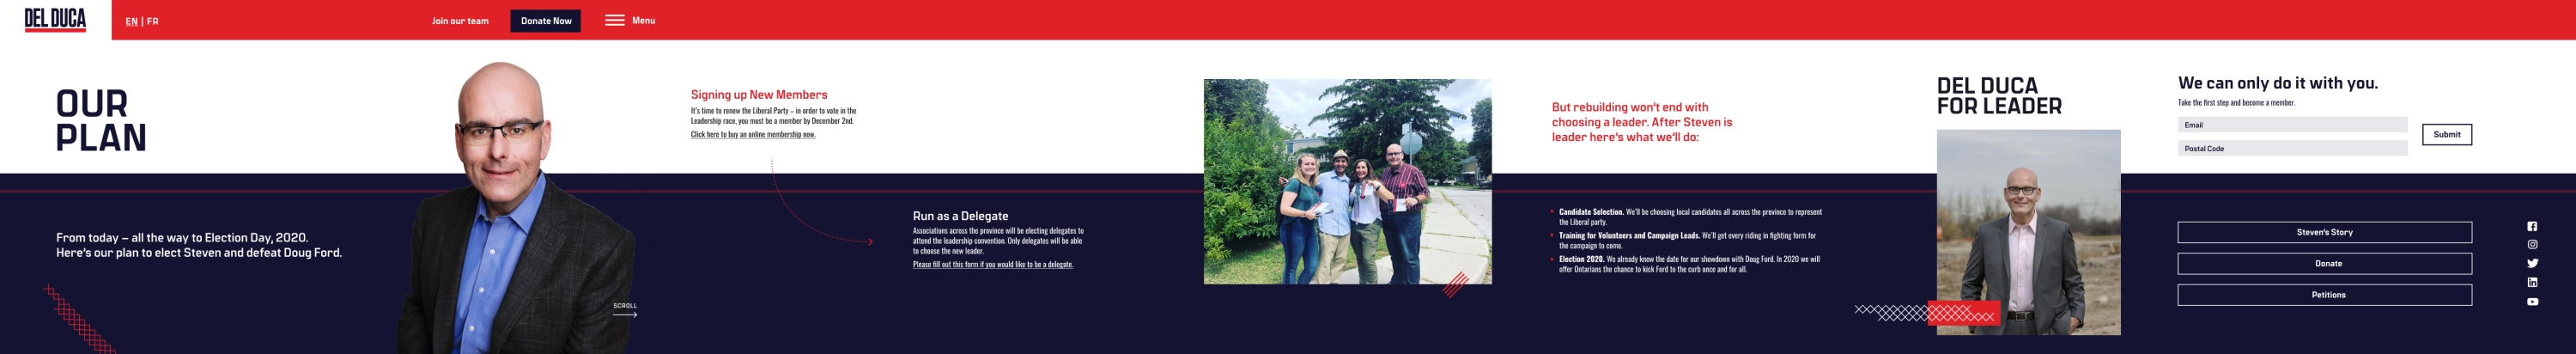 DEL DUCA
EN | FR
Join our team
Donate Now
Menu
OUR
PLAN
From today – all the way to Election Day, 2020.
Here's our plan to elect Steven and defeat Doug Ford.
SCROLL
Signing up New Members
It's time to renew the Liberal Party – in order to vote in the
Leadership race, you must be a member by December 2nd.
Click here to buy an online membership now.
Run as a Delegate
Associations across the province will be electing delegates to
attend the leadership convention. Only delegates will be able
to choose the new leader.
Please fill out this form if you would like to be a delegate.
But rebuilding won't end with
choosing a leader. After Steven is
leader here's what we'll do:
• Candidate Selection. We'll be choosing local candidates all across the province to represent
the Liberal party.
• Training for Volunteers and Campaign Leads. We'll get every riding in fighting form for
the campaign to come.
• Election 2020. We already know the date for our showdown with Doug Ford. In 2020 we will
offer Ontarians the chance to kick Ford to the curb once and for all.
DEL DUCA
FOR LEADER
We can only do it with you.
Take the first step and become a member.
Email
Postal Code
Submit
Steven's Story
Donate
Petitions